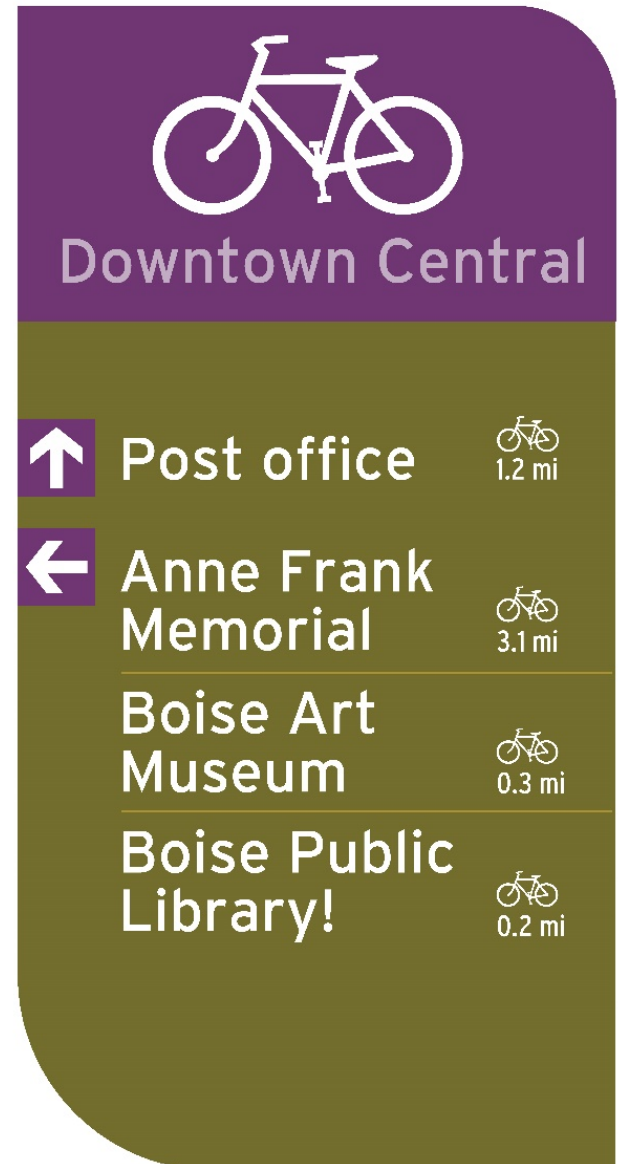 Downtown Central
Post office
1.2 mi
Anne Frank
Memorial
3.1 mi
Boise Art
Museum
0.3 mi
Boise Public
Library!
0.2 mi